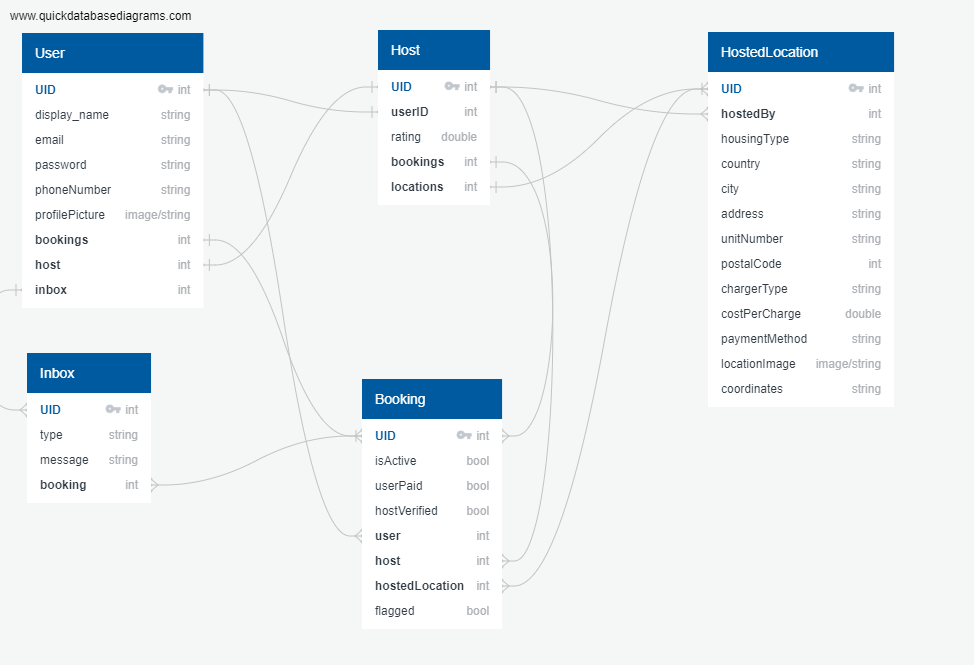 www.quickdatabasediagrams.com
User
UID int
display_name string
email string
password string
phoneNumber string
profilePicture image/string
bookings int
host int
inbox int
Host
UID int
userID int
rating double
bookings int
locations int
HostedLocation
UID int
hostedBy int
housingType string
country string
city string
address string
unitNumber string
postalCode int
chargerType string
costPerCharge double
paymentMethod string
locationImage image/string
coordinates string
Inbox
UID int
type string
message string
booking int
Booking
UID int
isActive bool
userPaid bool
hostVerified bool
user int
host int
hostedLocation int
flagged bool